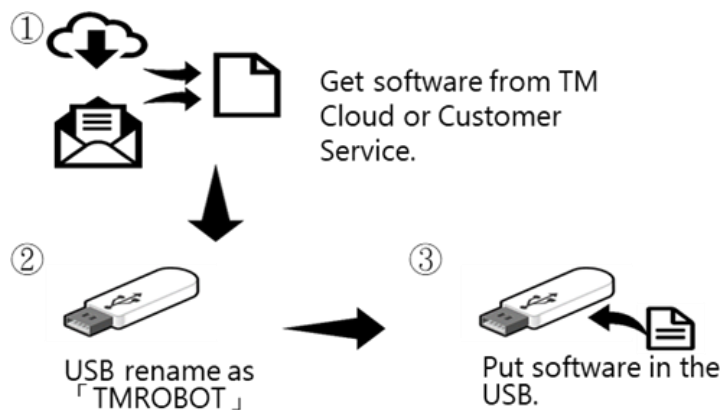 ①
Get software from TM
Cloud or Customer
Service.
②
USB rename as
「TMROBOT」
③
Put software in the
USB.